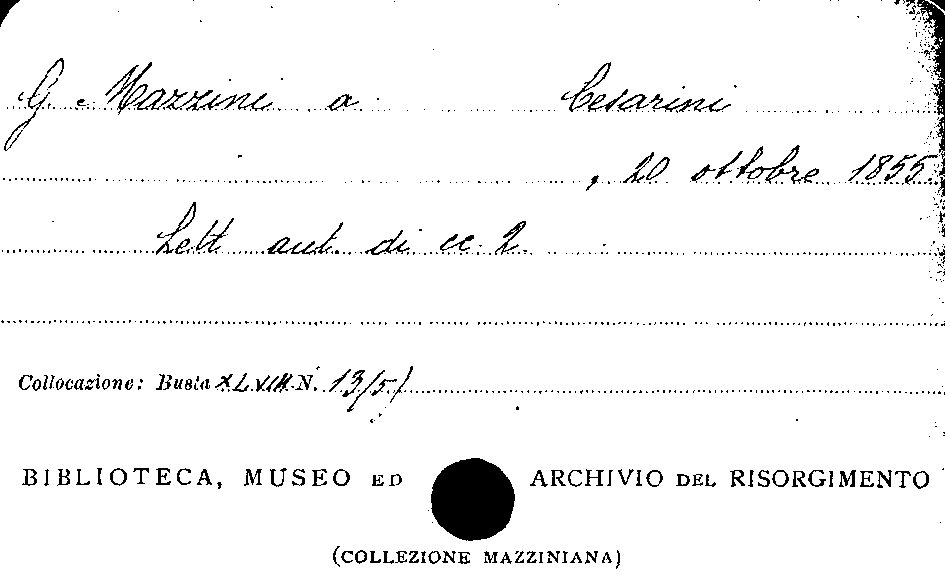 G. Mazzini a Cesarini
, 20 ottobre 1855.
Lett. aut. di cc. 2.
Collocazione: Busta XLVIII N. 13/5/
BIBLIOTECA, MUSEO ED ARCHIVIO DEL RISORGIMENTO
(COLLEZIONE MAZZINIANA)